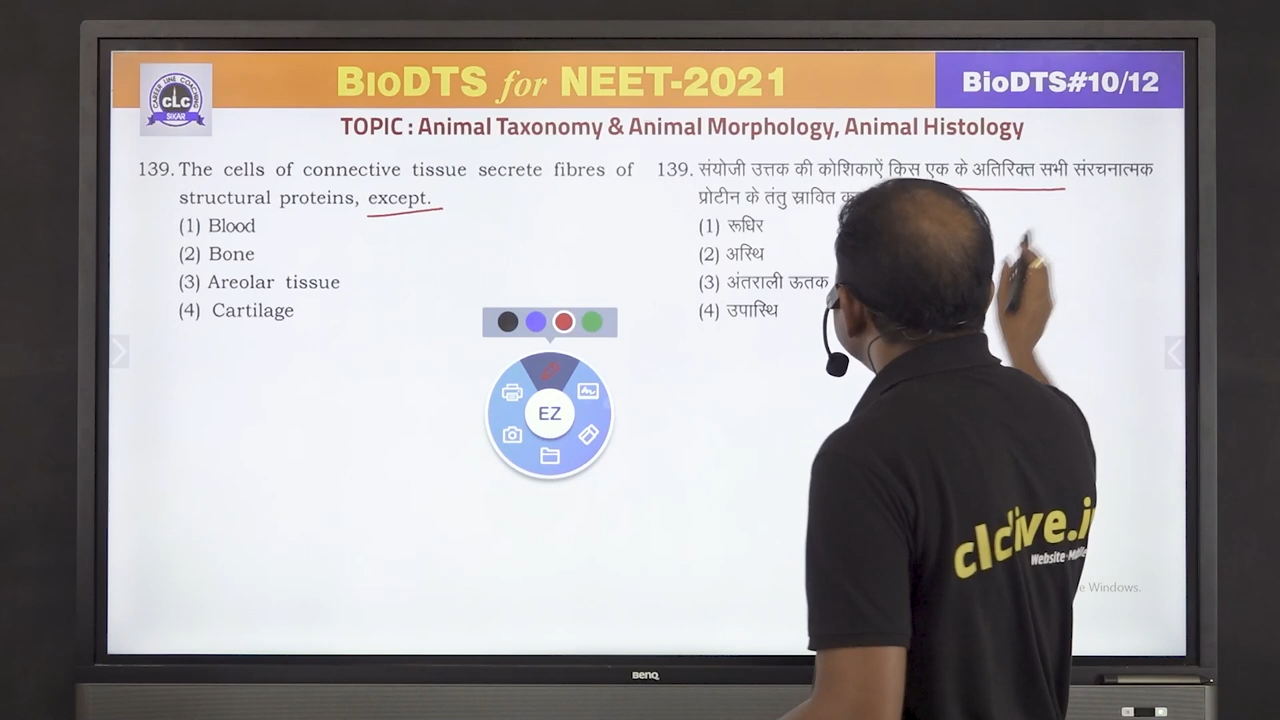 BIODTS for NEET-2021
BioDTS#10/12
CAREER LINE COACHING
CLC
SIKAR
TOPIC : Animal Taxonomy & Animal Morphology, Animal Histology
139. The cells of connective tissue secrete fibres of
structural proteins, except.
(1) Blood
(2) Bone
(3) Areolar tissue
(4) Cartilage
139. संयोजी उत्तक की कोशिकाऐं किस एक के अतिरिक्त सभी संरचनात्मक
प्रोटीन के तंतु स्रावित
(1) रूधिर
(2) अस्थि
(3) अंतराली ऊतक
(4) उपास्थि
EZ
Windows.
BenQ